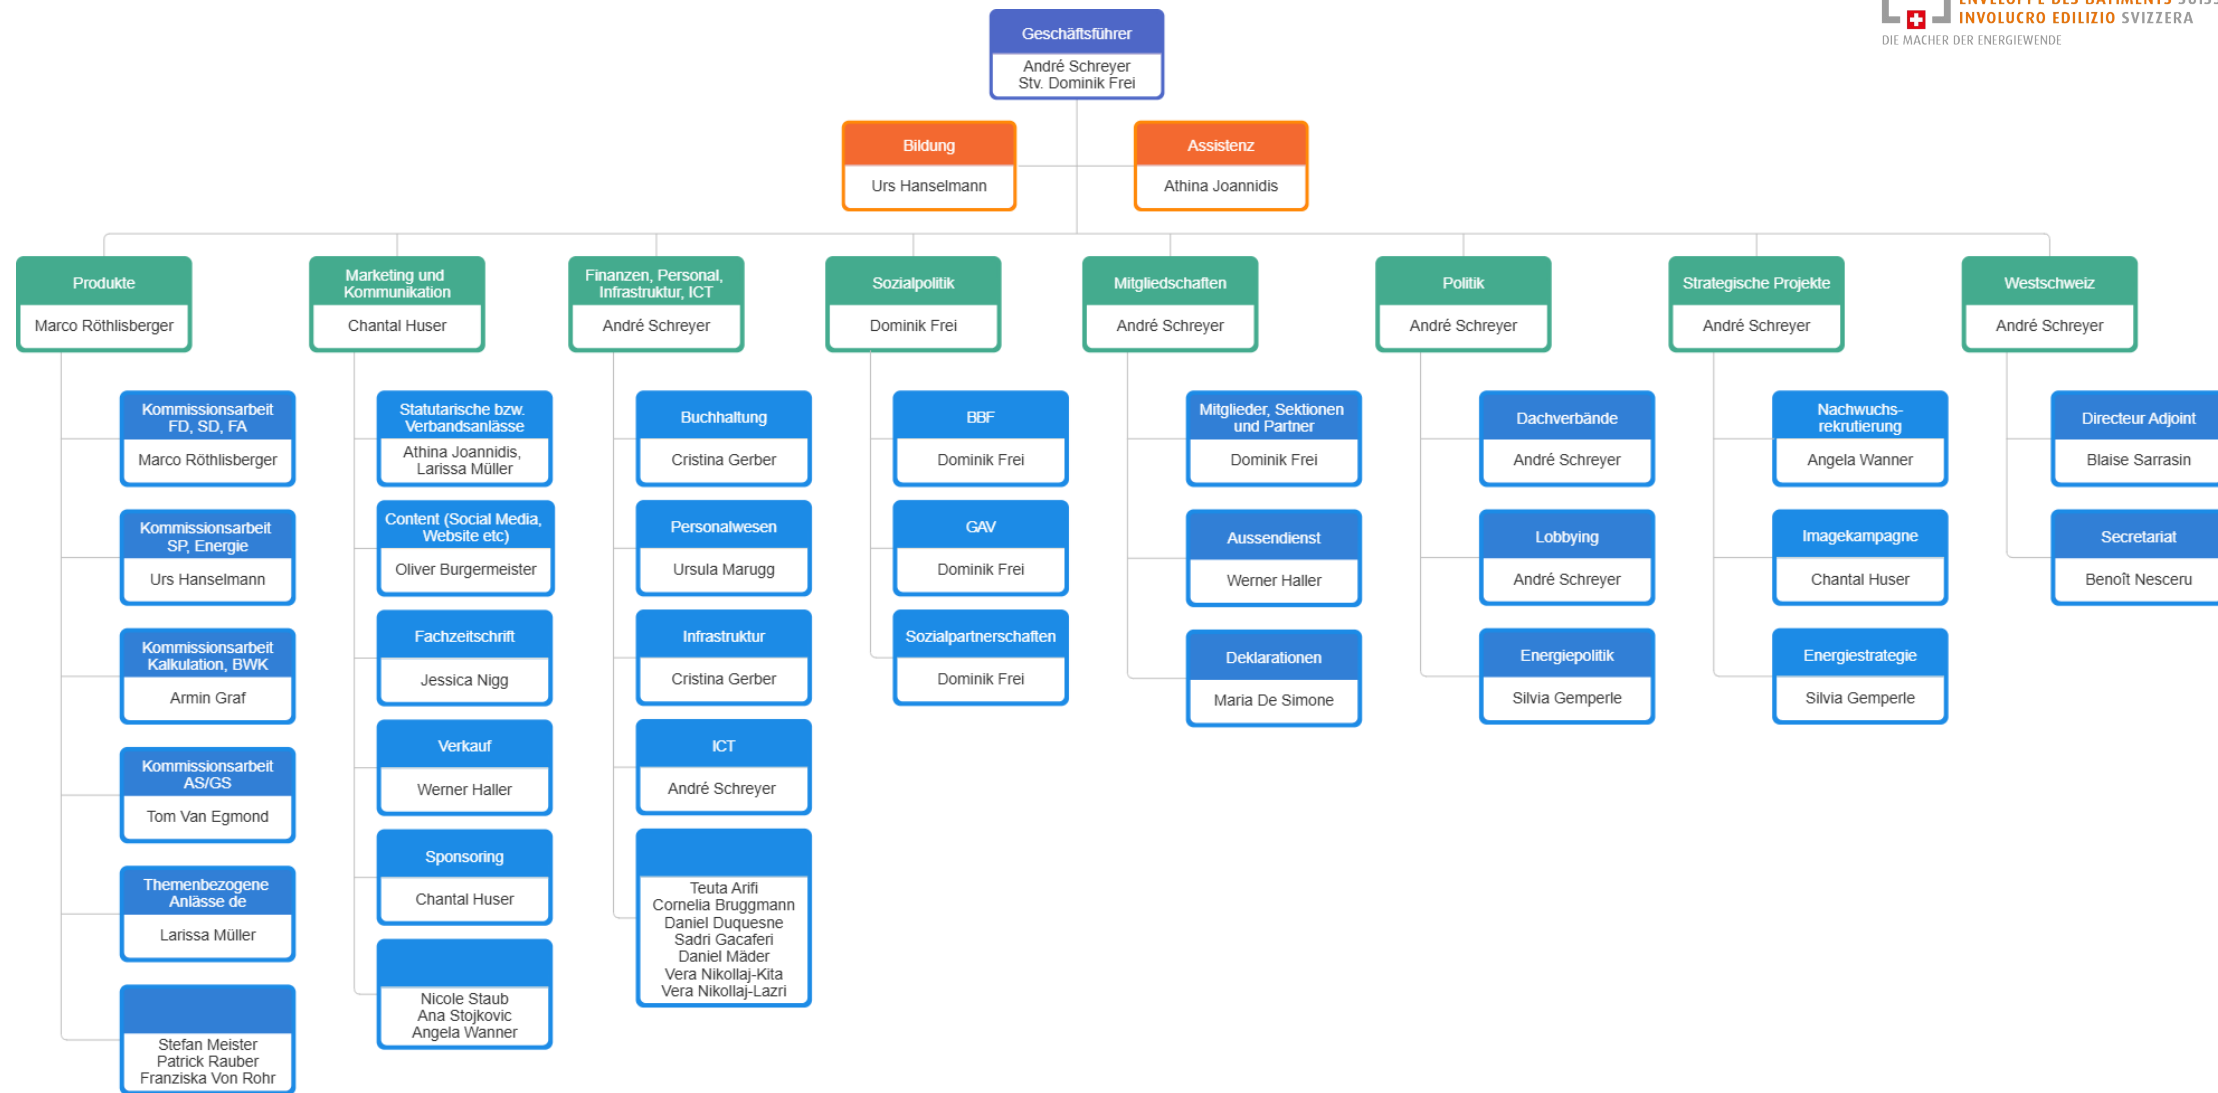 ENVELOPPE DES BÂTIMENTS SUISSE
INVOLUCRO EDILIZIO SVIZZERA
DIE MACHER DER ENERGIEWENDE
Geschäftsführer
André Schreyer
Stv. Dominik Frei
Bildung
Urs Hanselmann
Assistenz
Athina Joannidis
Produkte
Marco Röthlisberger
Kommissionsarbeit
FD, SD, FA
Marco Röthlisberger
Kommissionsarbeit
SP, Energie
Urs Hanselmann
Kommissionsarbeit
Kalkulation, BWK
Armin Graf
Kommissionsarbeit
AS/GS
Tom Van Egmond
Themenbezogene
Anlässe de
Larissa Müller
Stefan Meister
Patrick Rauber
Franziska Von Rohr
Marketing und
Kommunikation
Chantal Huser
Statutarische bzw.
Verbandsanlässe
Athina Joannidis,
Larissa Müller
Content (Social Media,
Website etc)
Oliver Burgermeister
Fachzeitschrift
Jessica Nigg
Verkauf
Werner Haller
Sponsoring
Chantal Huser
Nicole Staub
Ana Stojkovic
Angela Wanner
Finanzen, Personal,
Infrastruktur, ICT
André Schreyer
Buchhaltung
Cristina Gerber
Personalwesen
Ursula Marugg
Infrastruktur
Cristina Gerber
ICT
André Schreyer
Teuta Arifi
Cornelia Bruggmann
Daniel Duquesne
Sadri Gacaferi
Daniel Mäder
Vera Nikollaj-Kita
Vera Nikollaj-Lazri
Sozialpolitik
Dominik Frei
BBF
Dominik Frei
GAV
Dominik Frei
Sozialpartnerschaften
Dominik Frei
Mitgliedschaften
André Schreyer
Mitglieder, Sektionen
und Partner
Dominik Frei
Aussendienst
Werner Haller
Deklarationen
Maria De Simone
Politik
André Schreyer
Dachverbände
André Schreyer
Lobbying
André Schreyer
Energiepolitik
Silvia Gemperle
Strategische Projekte
André Schreyer
Nachwuchs-
rekrutierung
Angela Wanner
Imagekampagne
Chantal Huser
Energiestrategie
Silvia Gemperle
Westschweiz
André Schreyer
Directeur Adjoint
Blaise Sarrasin
Secretariat
Benoît Nesceru